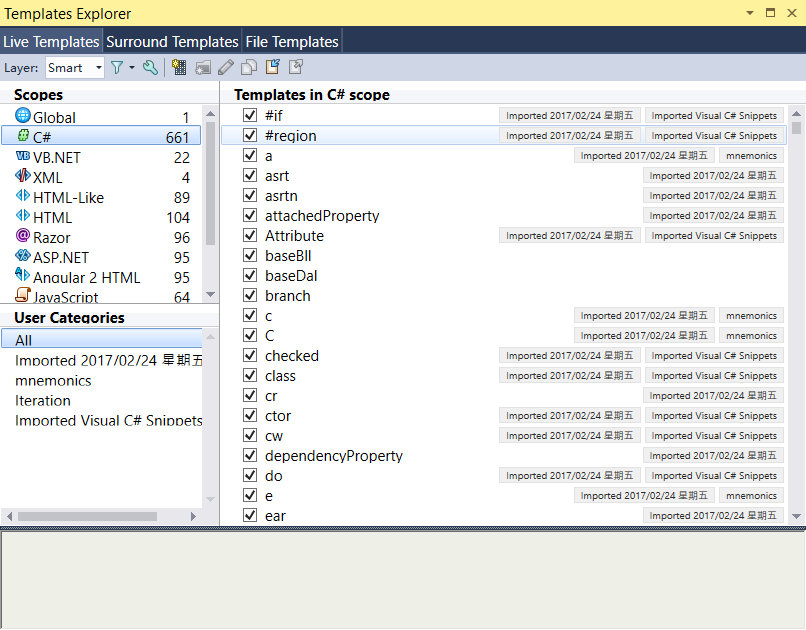 Templates Explorer
Live Templates Surround Templates File Templates
Layer: Smart
Scopes
Global 1
C# 661
VB.NET 22
XML 4
HTML-Like 89
HTML 104
Razor 96
ASP.NET 95
Angular 2 HTML 95
JavaScript 64
User Categories
All
Imported 2017/02/24 星期五
mnemonics
Iteration
Imported Visual C# Snippets
Templates in C# scope
#if Imported 2017/02/24 星期五 Imported Visual C# Snippets
#region Imported 2017/02/24 星期五 Imported Visual C# Snippets
a Imported 2017/02/24 星期五 mnemonics
asrt Imported 2017/02/24 星期五
asrtn Imported 2017/02/24 星期五
attachedProperty Imported 2017/02/24 星期五
Attribute Imported 2017/02/24 星期五 Imported Visual C# Snippets
baseBll
baseDal
branch
c Imported 2017/02/24 星期五 mnemonics
C Imported 2017/02/24 星期五 mnemonics
checked Imported 2017/02/24 星期五 Imported Visual C# Snippets
class Imported 2017/02/24 星期五 Imported Visual C# Snippets
cr Imported 2017/02/24 星期五
ctor Imported 2017/02/24 星期五 Imported Visual C# Snippets
cw Imported 2017/02/24 星期五 Imported Visual C# Snippets
dependencyProperty Imported 2017/02/24 星期五
do Imported 2017/02/24 星期五 Imported Visual C# Snippets
e Imported 2017/02/24 星期五 mnemonics
ear Imported 2017/02/24 星期五